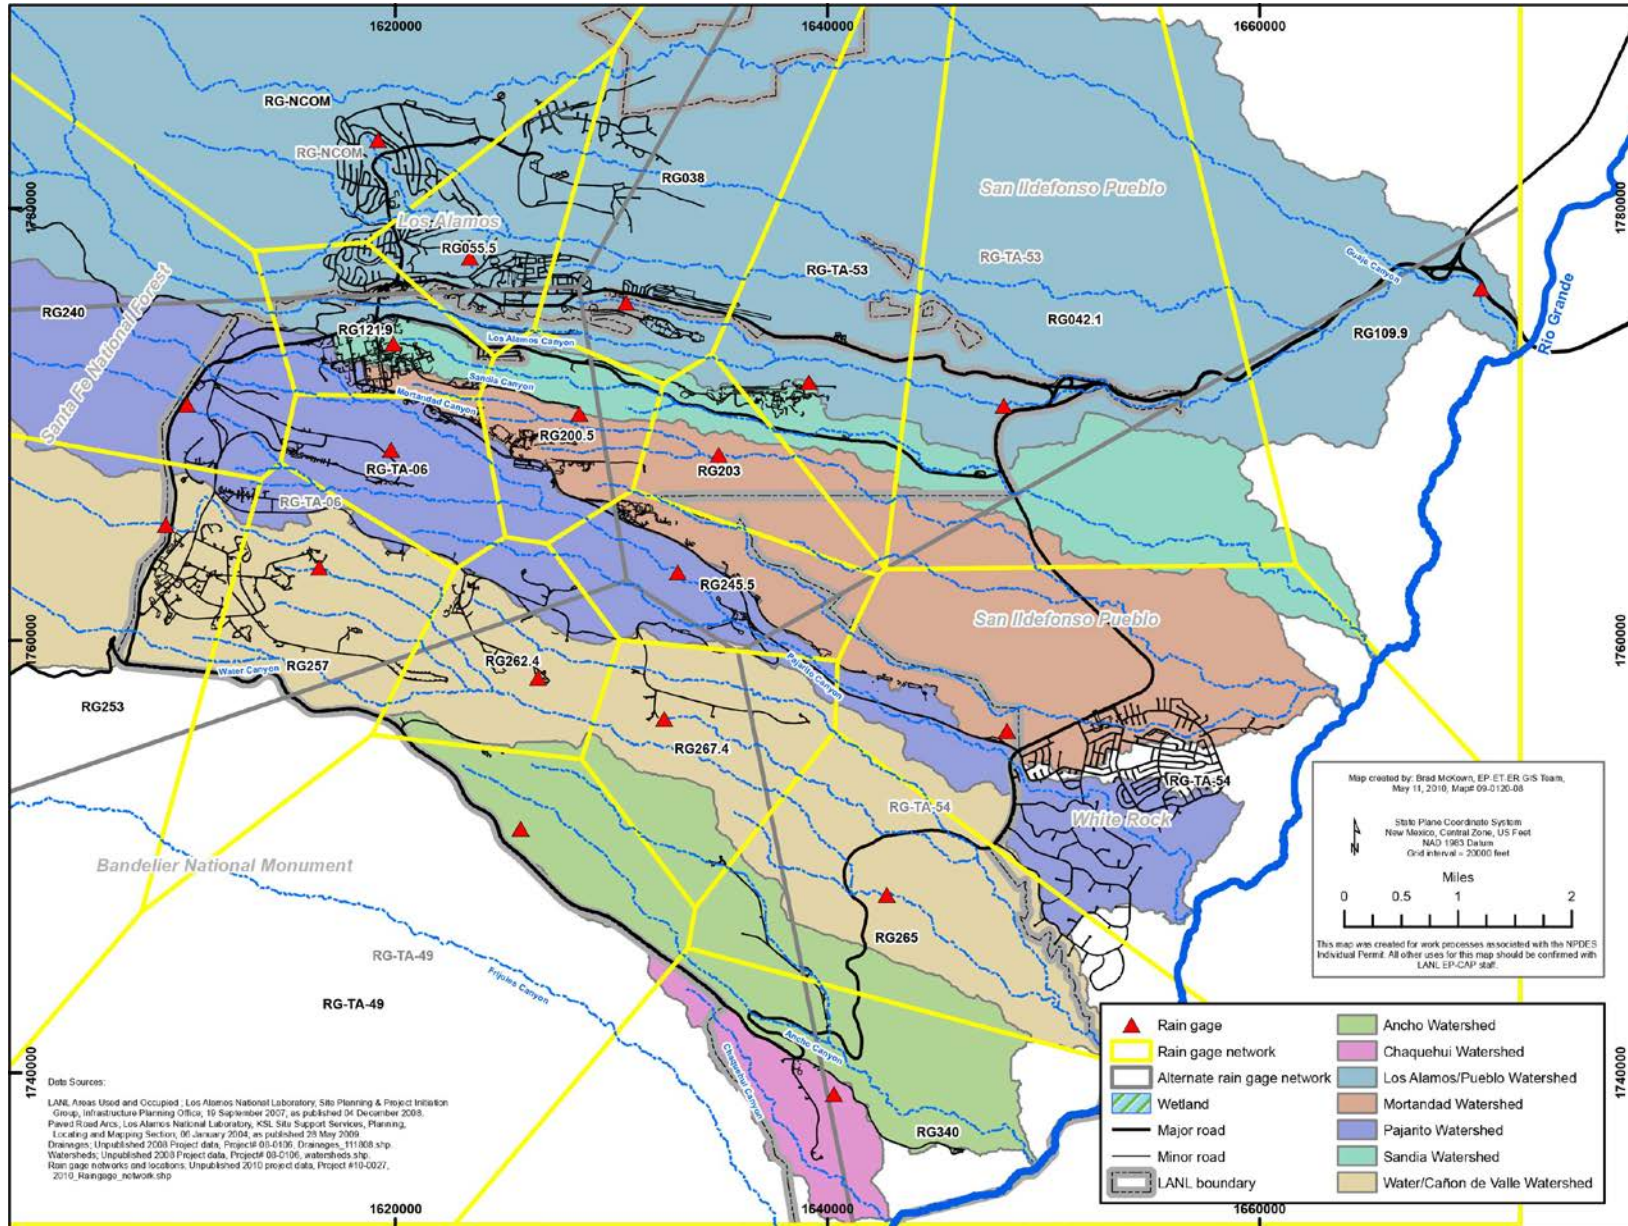 1620000
1640000
1660000
RG-NCOM
RG-NCOM
RG038
San Ildefonso Pueblo
1780000
1780000
Los Alamos
RG055.5
RG-TA-53
RG-TA-53
Guaje Canyon
Santa Fe National Forest
RG240
RG042.1
RG109.9
Rio Grande
RG121.9
Los Alamos Canyon
Sandia Canyon
Mortandad Canyon
RG200.5
RG-TA-06
RG203
RG-TA-06
RG245.5
San Ildefonso Pueblo
1760000
1760000
Water Canyon
RG257
RG262.4
Pajarito Canyon
RG253
RG267.4
RG-TA-54
RG-TA-54
White Rock
Bandelier National Monument
RG265
RG-TA-49
Frijoles Canyon
RG-TA-49
Ancho Canyon
Chaquehui Canyon
RG340
1740000
1740000
Map created by: Brad McKown, EP-ET-ER GIS Team,
May 11, 2010, Map# 09-0120-08
N
State Plane Coordinate System
New Mexico, Central Zone, US Feet
NAD 1983 Datum
Grid interval = 20000 feet
Miles
0 0.5 1 2
This map was created for work processes associated with the NPDES
Individual Permit. All other uses for this map should be confirmed with
LANL EP-CAP staff.
Rain gage
Rain gage network
Alternate rain gage network
Wetland
Major road
Minor road
LANL boundary
Ancho Watershed
Chaquehui Watershed
Los Alamos/Pueblo Watershed
Mortandad Watershed
Pajarito Watershed
Sandia Watershed
Water/Cañon de Valle Watershed
Data Sources:
LANL Areas Used and Occupied ; Los Alamos National Laboratory, Site Planning & Project Initiation
Group, Infrastructure Planning Office; 19 September 2007; as published 04 December 2008.
Paved Road Arcs; Los Alamos National Laboratory, KSL Site Support Services, Planning,
Locating and Mapping Section; 06 January 2004; as published 28 May 2009.
Drainages; Unpublished 2008 Project data, Project# 08-0106, Drainages_111808.shp.
Watersheds; Unpublished 2008 Project data, Project# 08-0106, watersheds.shp.
Rain gage networks and locations; Unpublished 2010 project data, Project #10-0027,
2010_Raingage_network.shp
1620000
1640000
1660000